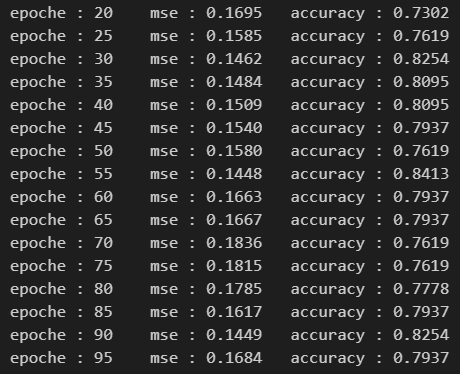 epoche : 20    mse : 0.1695   accuracy : 0.7302
epoche : 25    mse : 0.1585   accuracy : 0.7619
epoche : 30    mse : 0.1462   accuracy : 0.8254
epoche : 35    mse : 0.1484   accuracy : 0.8095
epoche : 40    mse : 0.1509   accuracy : 0.8095
epoche : 45    mse : 0.1540   accuracy : 0.7937
epoche : 50    mse : 0.1580   accuracy : 0.7619
epoche : 55    mse : 0.1448   accuracy : 0.8413
epoche : 60    mse : 0.1663   accuracy : 0.7937
epoche : 65    mse : 0.1667   accuracy : 0.7937
epoche : 70    mse : 0.1836   accuracy : 0.7619
epoche : 75    mse : 0.1815   accuracy : 0.7619
epoche : 80    mse : 0.1785   accuracy : 0.7778
epoche : 85    mse : 0.1617   accuracy : 0.7937
epoche : 90    mse : 0.1449   accuracy : 0.8254
epoche : 95    mse : 0.1684   accuracy : 0.7937